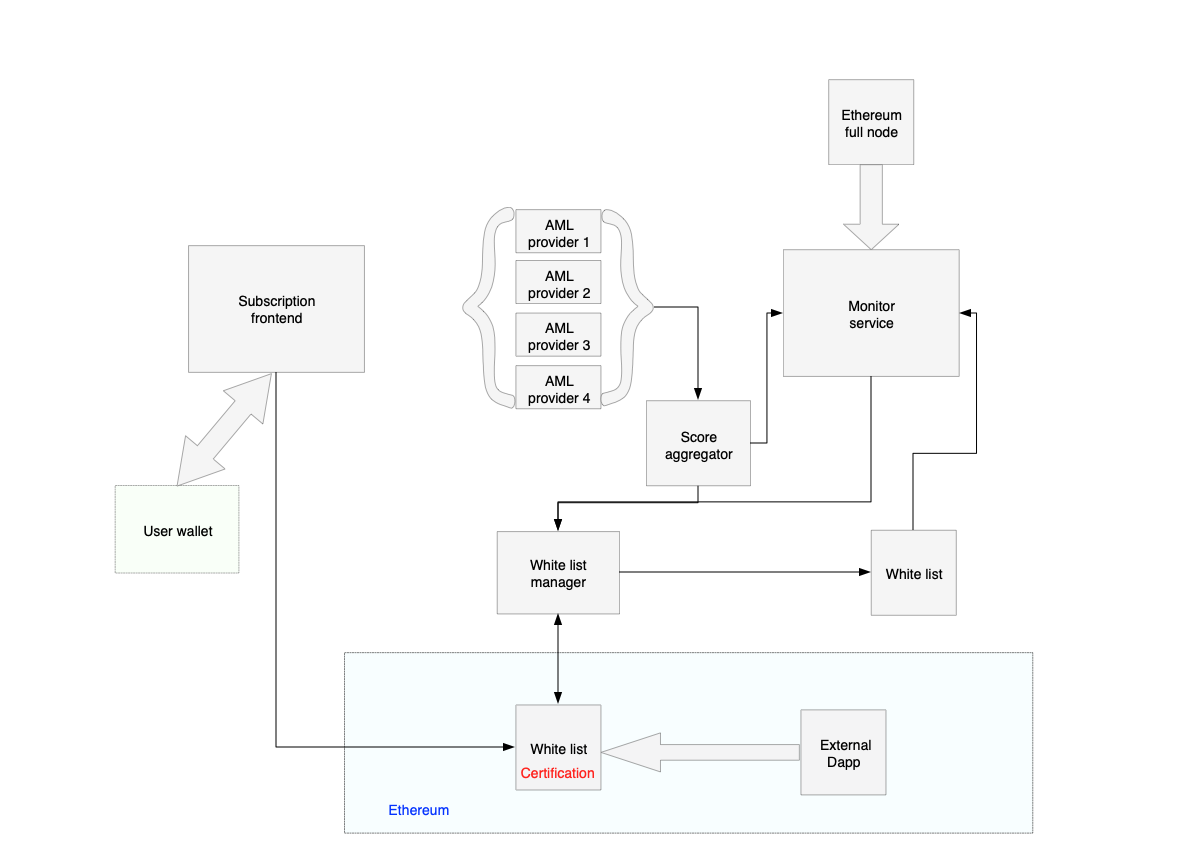 Ethereum
full node
AML
provider 1
AML
provider 2
AML
provider 3
AML
provider 4
Subscription
frontend
Monitor
service
Score
aggregator
User wallet
White list
manager
White list
White list
Certification
External
Dapp
Ethereum